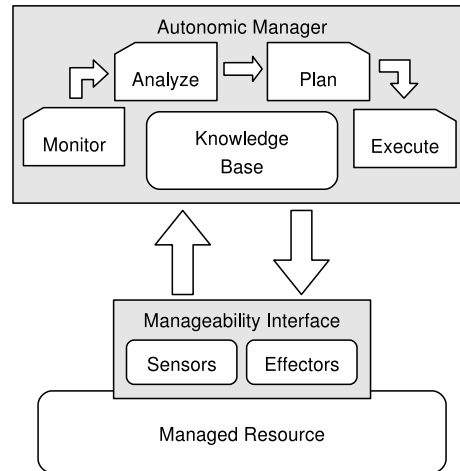 Autonomic Manager
Analyze
Plan
Monitor
Knowledge
Base
Execute
Manageability Interface
Sensors
Effectors
Managed Resource